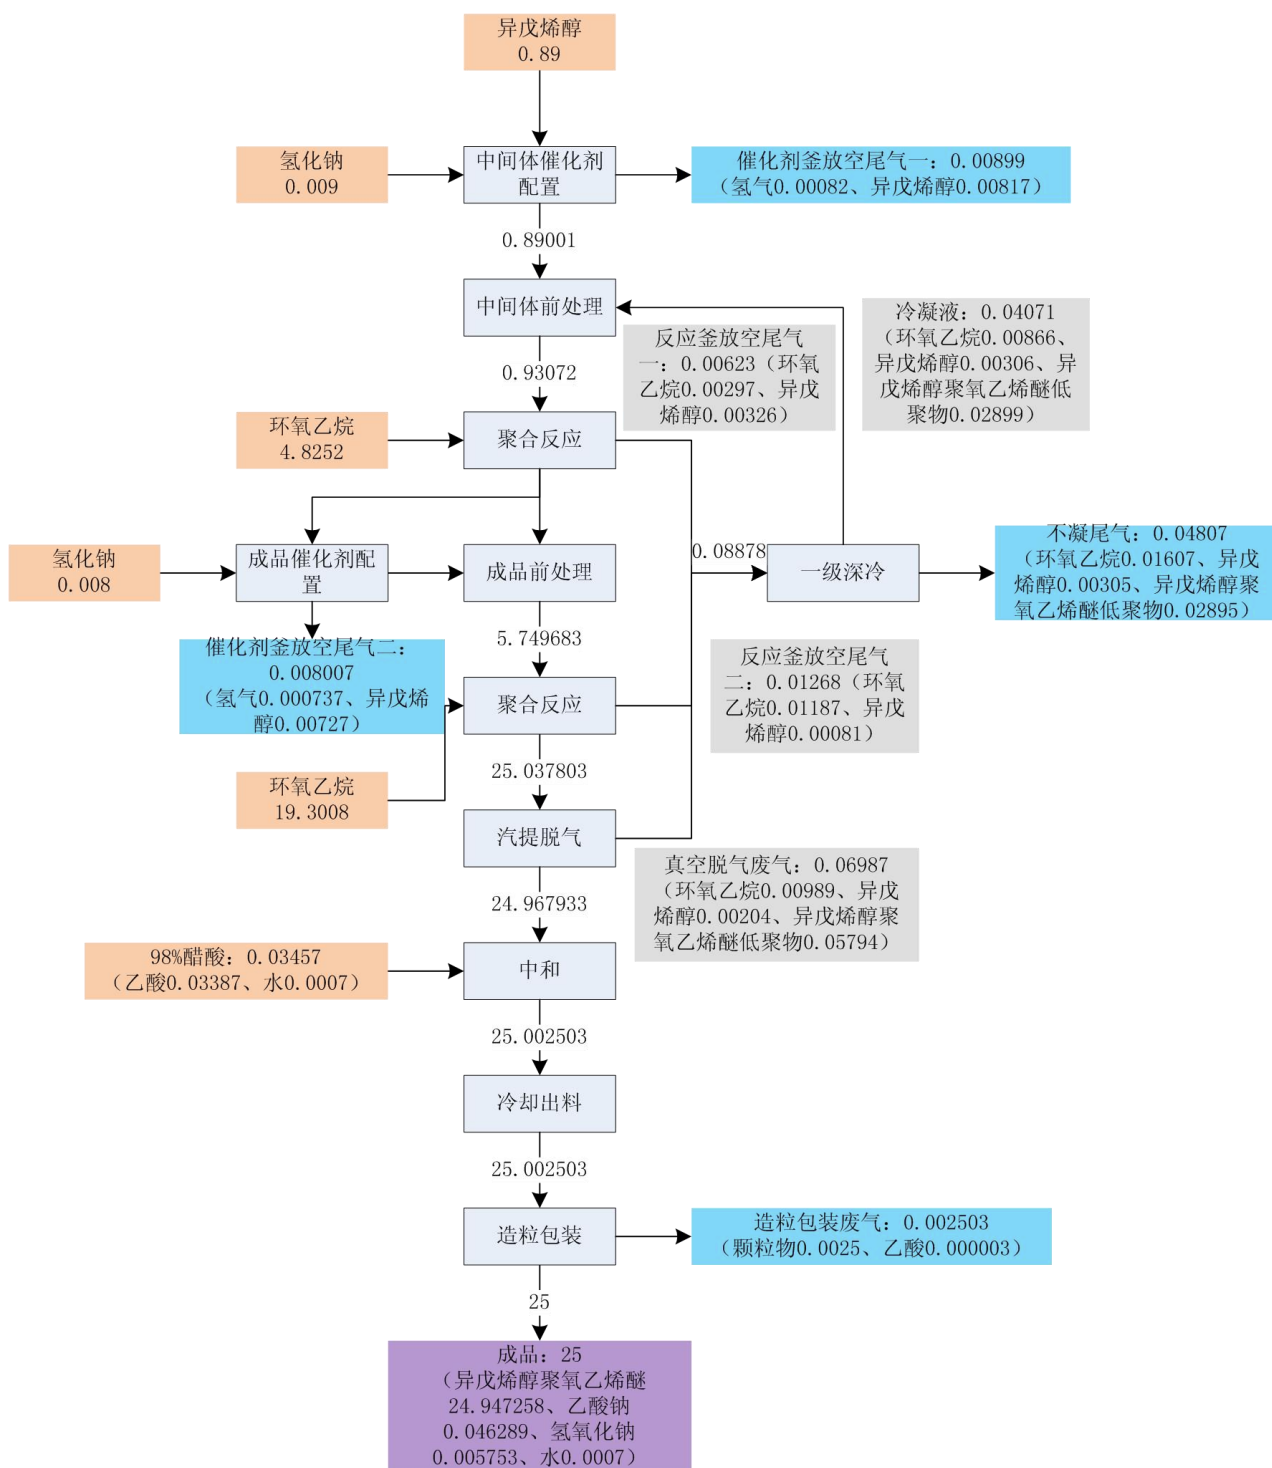 异戊烯醇
0.89
氢化钠
0.009
中间体催化剂
配置
催化剂釜放空尾气一：0.00899
（氢气0.00082、异戊烯醇0.00817）
0.89001
中间体前处理
反应釜放空尾气
一：0.00623（环氧
乙烷0.00297、异戊
烯醇0.00326）
冷凝液：0.04071
（环氧乙烷0.00866、
异戊烯醇0.00306、异
戊烯醇聚氧乙烯醚低
聚物0.02899）
0.93072
环氧乙烷
4.8252
聚合反应
氢化钠
0.008
成品催化剂配
置
成品前处理
0.08878
一级深冷
不凝尾气：0.04807
（环氧乙烷0.01607、异戊
烯醇0.00305、异戊烯醇聚
氧乙烯醚低聚物0.02895）
催化剂釜放空尾气二：
0.008007
（氢气0.000737、异戊烯
醇0.00727）
5.749683
聚合反应
反应釜放空尾气
二：0.01268（环氧
乙烷0.01187、异戊
烯醇0.00081）
环氧乙烷
19.3008
25.037803
汽提脱气
真空脱气废气：0.06987
（环氧乙烷0.00989、异戊
烯醇0.00204、异戊烯醇聚
氧乙烯醚低聚物0.05794）
24.967933
98%醋酸：0.03457
（乙酸0.03387、水0.0007）
中和
25.002503
冷却出料
25.002503
造粒包装
造粒包装废气：0.002503
（颗粒物0.0025、乙酸0.000003）
25
成品：25
（异戊烯醇聚氧乙烯醚
24.947258、乙酸钠
0.046289、氢氧化钠
0.005753、水0.0007）